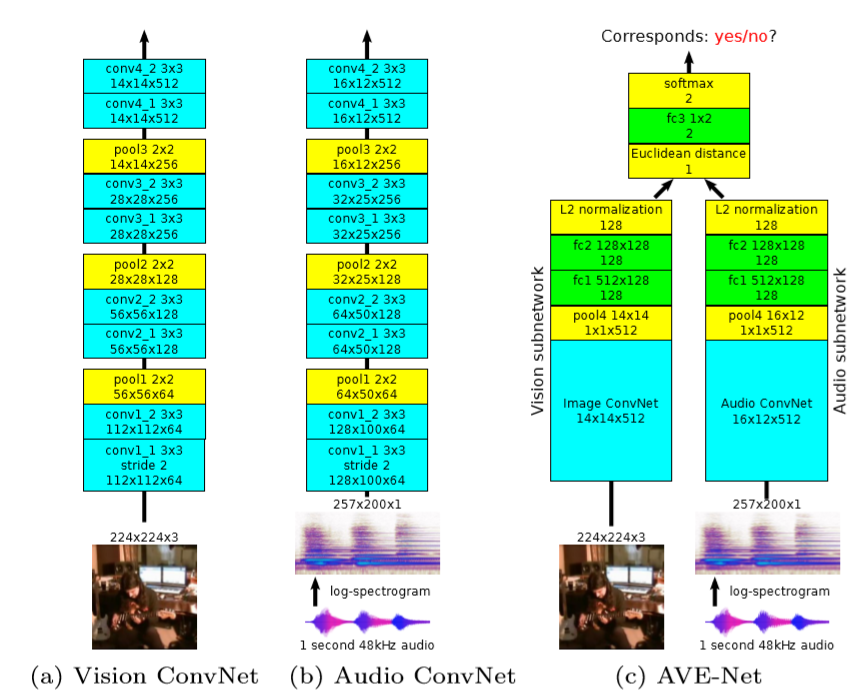 conv4_2 3x3
14x14x512
conv4_1 3x3
14x14x512
pool3 2x2
14x14x256
conv3_2 3x3
28x28x256
conv3_1 3x3
28x28x256
pool2 2x2
28x28x128
conv2_2 3x3
56x56x128
conv2_1 3x3
56x56x128
pool1 2x2
56x56x64
conv1_2 3x3
112x112x64
conv1_1 3x3
stride 2
112x112x64
224x224x3
(a) Vision ConvNet
conv4_2 3x3
16x12x512
conv4_1 3x3
16x12x512
pool3 2x2
16x12x256
conv3_2 3x3
32x25x256
conv3_1 3x3
32x25x256
pool2 2x2
32x25x128
conv2_2 3x3
64x50x128
conv2_1 3x3
64x50x128
pool1 2x2
64x50x64
conv1_2 3x3
128x100x64
conv1_1 3x3
stride 2
128x100x64
257x200x1
log-spectrogram
1 second 48kHz audio
(b) Audio ConvNet
Corresponds: yes/no?
softmax
2
fc3 1x2
2
Euclidean distance
1
Vision subnetwork
L2 normalization
128
fc2 128x128
128
fc1 512x128
128
pool4 14x14
1x1x512
Image ConvNet
14x14x512
224x224x3
L2 normalization
128
fc2 128x128
128
fc1 512x128
128
pool4 16x12
1x1x512
Audio ConvNet
16x12x512
Audio subnetwork
257x200x1
log-spectrogram
1 second 48kHz audio
(c) AVE-Net